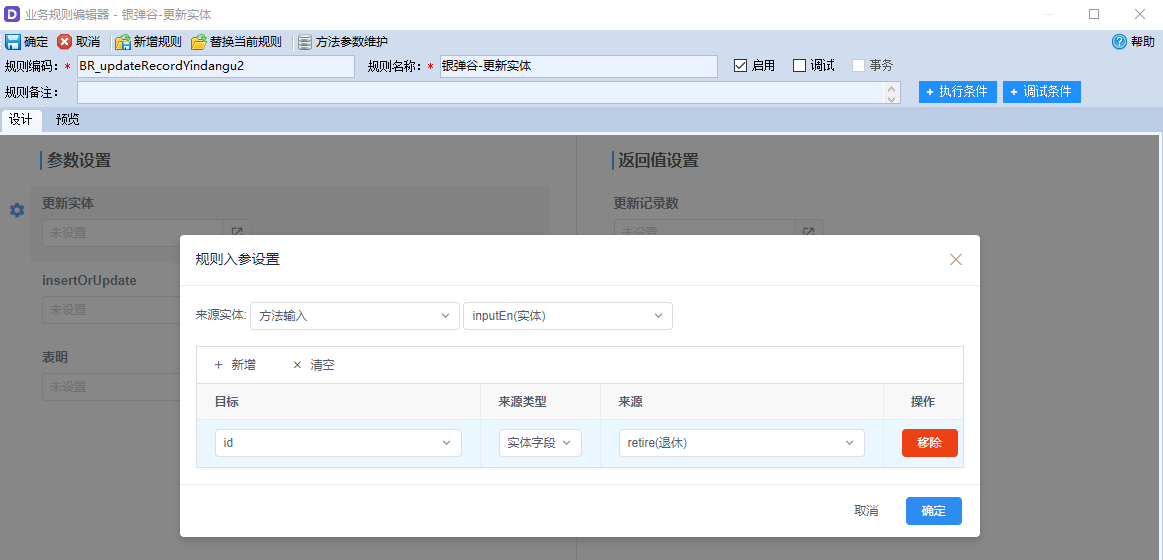 D 业务规则编辑器 - 银弹谷-更新实体
确定 取消 新增规则 替换当前规则 方法参数维护 ? 帮助
规则编码: * BR_updateRecordYindangu2 规则名称: * 银弹谷-更新实体 启用 调试 事务
规则备注: + 执行条件 + 调试条件
设计 预览
参数设置 返回值设置
更新实体 更新记录数
未设置 未设置
规则入参设置
insertOrUpdate
未设置
来源实体: 方法输入 inputEn(实体)
表明
未设置
+ 新增 × 清空
目标 来源类型 来源 操作
id 实体字段 retire(退休) 移除
取消 确定